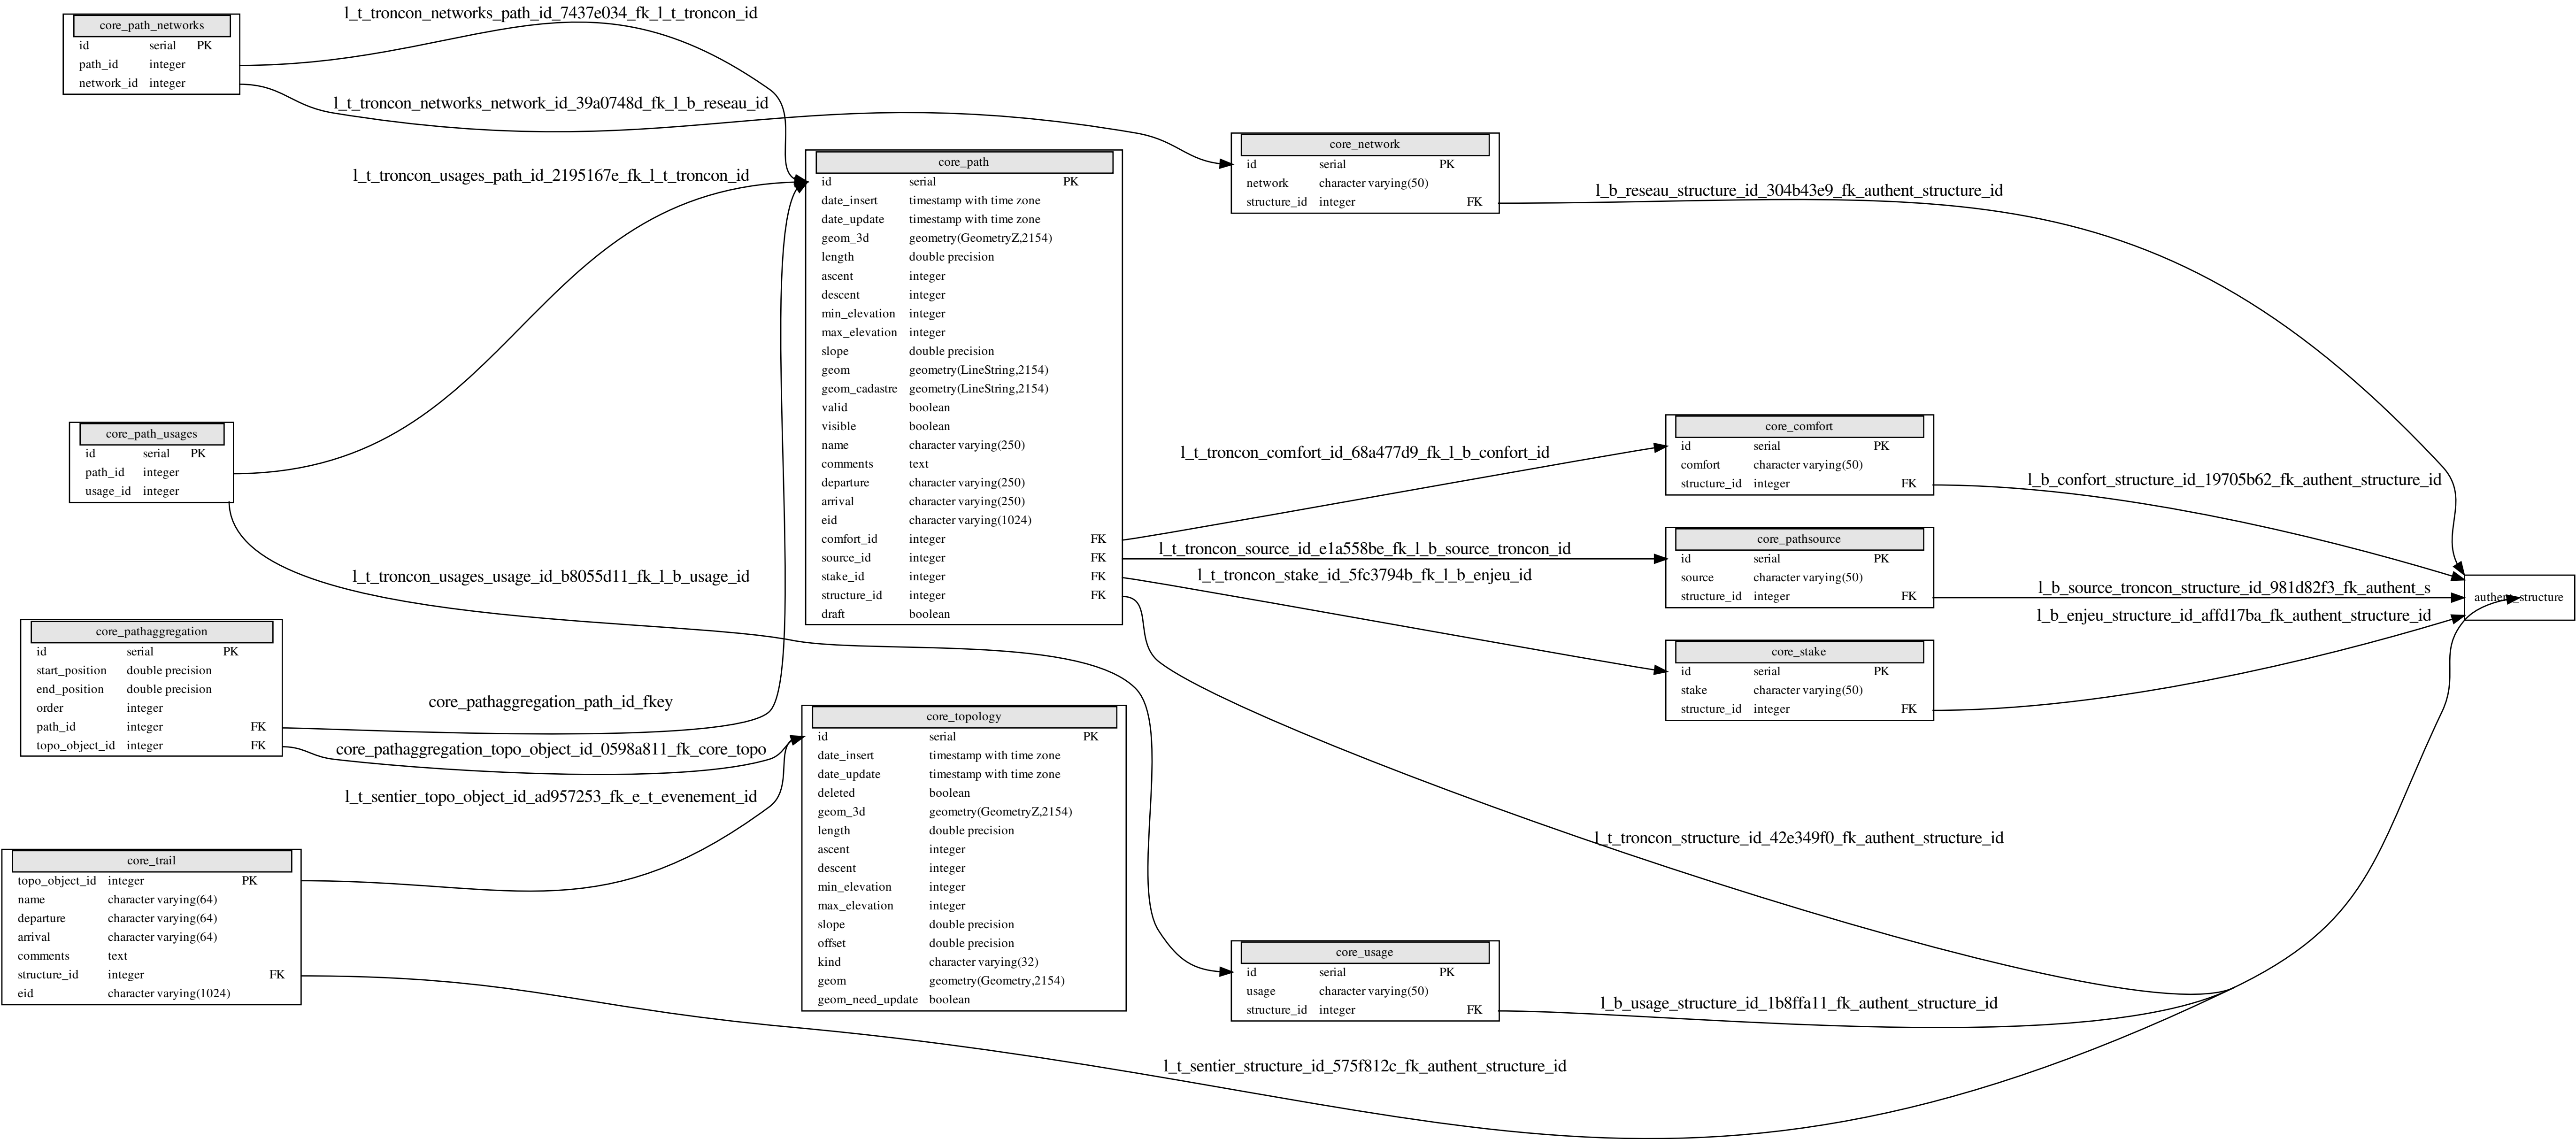 core_path_networks
id serial PK
path_id integer
network_id integer
l_t_troncon_networks_path_id_7437e034_fk_l_t_troncon_id
l_t_troncon_networks_network_id_39a0748d_fk_l_b_reseau_id
l_t_troncon_usages_path_id_2195167e_fk_l_t_troncon_id
core_path_usages
id serial PK
path_id integer
usage_id integer
l_t_troncon_usages_usage_id_b8055d11_fk_l_b_usage_id
core_pathaggregation
id serial PK
start_position double precision
end_position double precision
order integer
path_id integer FK
topo_object_id integer FK
core_pathaggregation_path_id_fkey
core_pathaggregation_topo_object_id_0598a811_fk_core_topo
l_t_sentier_topo_object_id_ad957253_fk_e_t_evenement_id
core_trail
topo_object_id integer PK
name character varying(64)
departure character varying(64)
arrival character varying(64)
comments text
structure_id integer FK
eid character varying(1024)
core_path
id serial PK
date_insert timestamp with time zone
date_update timestamp with time zone
geom_3d geometry(GeometryZ,2154)
length double precision
ascent integer
descent integer
min_elevation integer
max_elevation integer
slope double precision
geom geometry(LineString,2154)
geom_cadastre geometry(LineString,2154)
valid boolean
visible boolean
name character varying(250)
comments text
departure character varying(250)
arrival character varying(250)
eid character varying(1024)
comfort_id integer FK
source_id integer FK
stake_id integer FK
structure_id integer FK
draft boolean
core_topology
id serial PK
date_insert timestamp with time zone
date_update timestamp with time zone
deleted boolean
geom_3d geometry(GeometryZ,2154)
length double precision
ascent integer
descent integer
min_elevation integer
max_elevation integer
slope double precision
offset double precision
kind character varying(32)
geom geometry(Geometry,2154)
geom_need_update boolean
core_network
id serial PK
network character varying(50)
structure_id integer FK
l_b_reseau_structure_id_304b43e9_fk_authent_structure_id
l_t_troncon_comfort_id_68a477d9_fk_l_b_confort_id
l_t_troncon_source_id_e1a558be_fk_l_b_source_troncon_id
l_t_troncon_stake_id_5fc3794b_fk_l_b_enjeu_id
core_comfort
id serial PK
comfort character varying(50)
structure_id integer FK
core_pathsource
id serial PK
source character varying(50)
structure_id integer FK
core_stake
id serial PK
stake character varying(50)
structure_id integer FK
l_b_confort_structure_id_19705b62_fk_authent_structure_id
l_b_source_troncon_structure_id_981d82f3_fk_authent_s
l_b_enjeu_structure_id_affd17ba_fk_authent_structure_id
authent_structure
l_t_troncon_structure_id_42e349f0_fk_authent_structure_id
core_usage
id serial PK
usage character varying(50)
structure_id integer FK
l_b_usage_structure_id_1b8ffa11_fk_authent_structure_id
l_t_sentier_structure_id_575f812c_fk_authent_structure_id